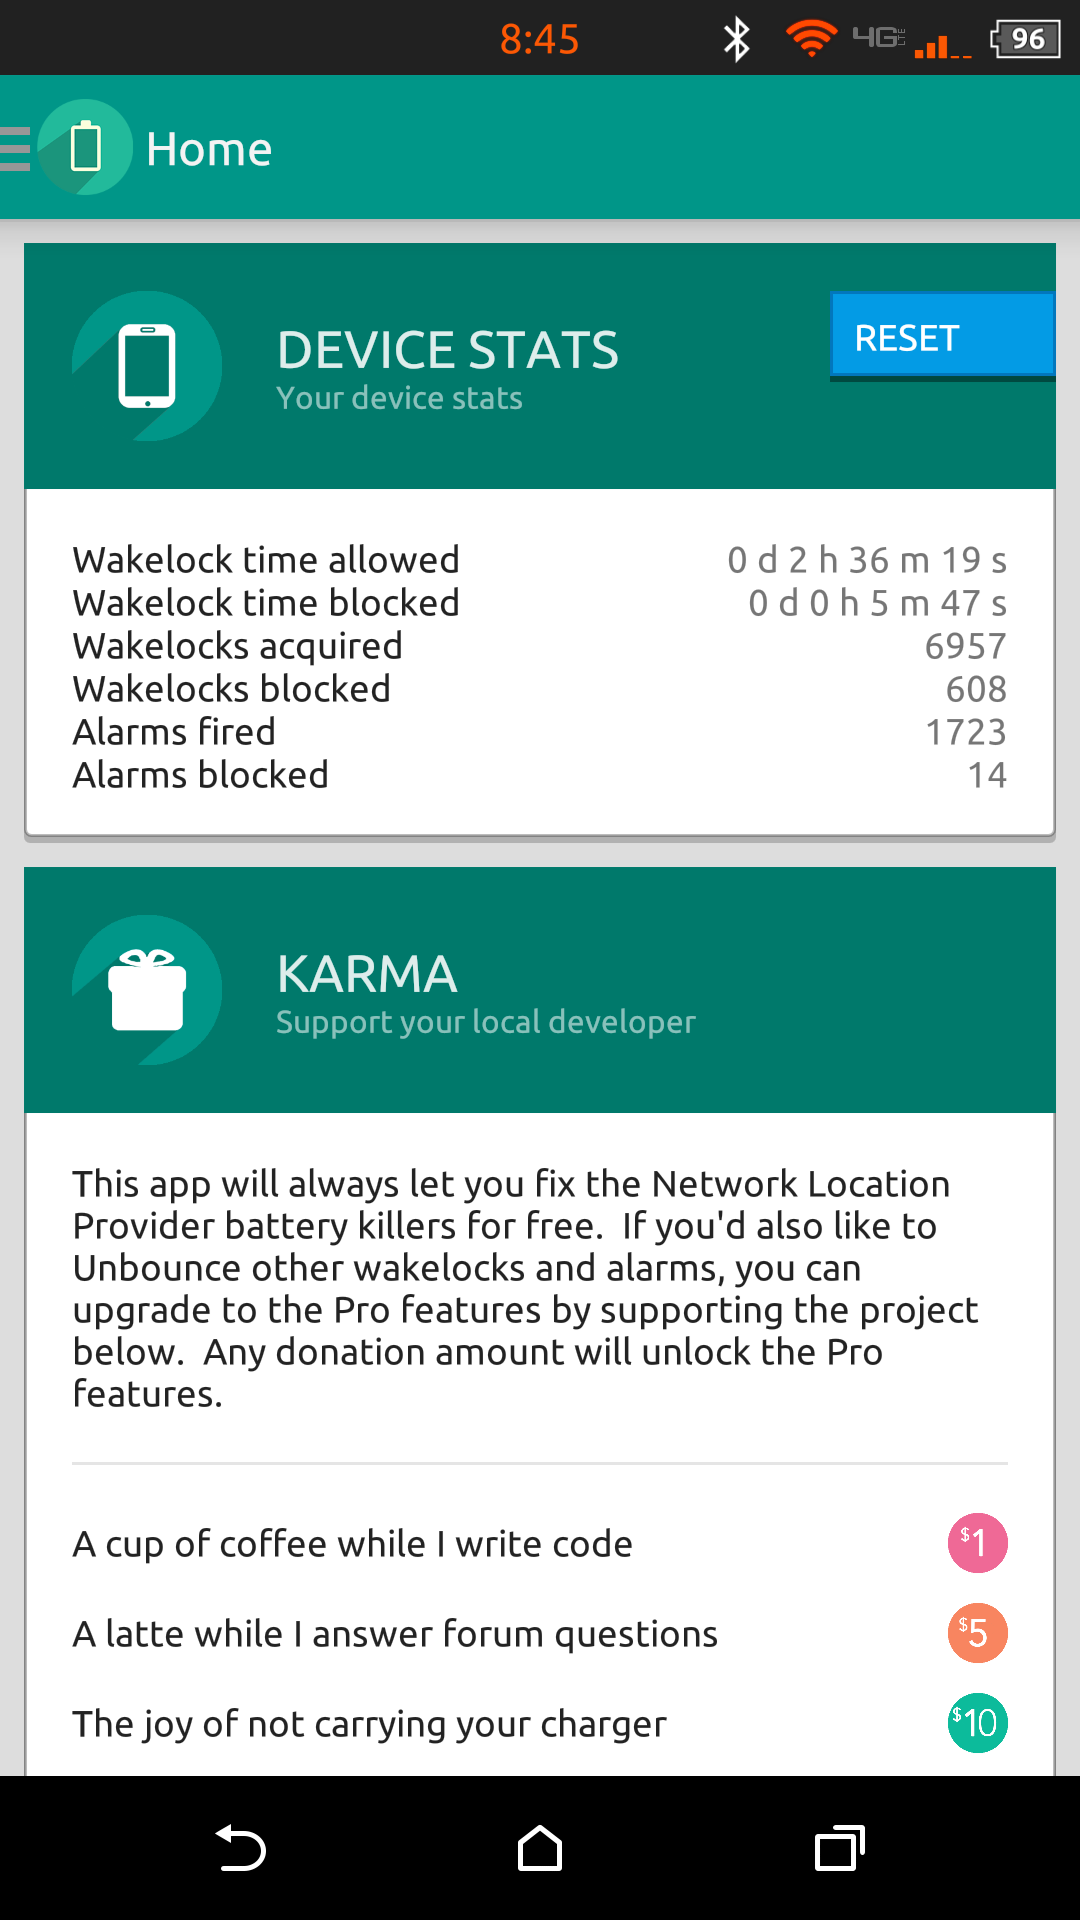 8:45 4G LTE 96
Home
DEVICE STATS
Your device stats
RESET
Wakelock time allowed 0 d 2 h 36 m 19 s
Wakelock time blocked 0 d 0 h 5 m 47 s
Wakelocks acquired 6957
Wakelocks blocked 608
Alarms fired 1723
Alarms blocked 14
KARMA
Support your local developer
This app will always let you fix the Network Location
Provider battery killers for free.  If you'd also like to
Unbounce other wakelocks and alarms, you can
upgrade to the Pro features by supporting the project
below.  Any donation amount will unlock the Pro
features.
A cup of coffee while I write code $1
A latte while I answer forum questions $5
The joy of not carrying your charger $10